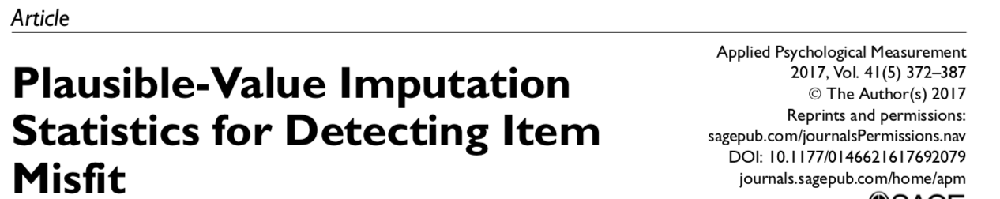 Article
Plausible-Value Imputation
Statistics for Detecting Item
Misfit
Applied Psychological Measurement
2017, Vol. 41(5) 372–387
© The Author(s) 2017
Reprints and permissions:
sagepub.com/journalsPermissions.nav
DOI: 10.1177/0146621617692079
journals.sagepub.com/home/apm